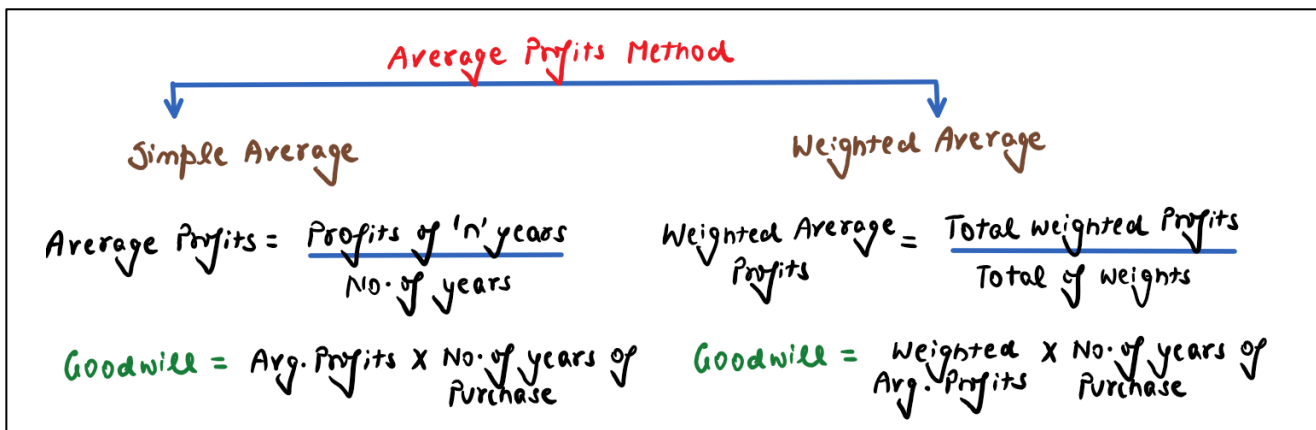 Average Profits Method
Simple Average
Weighted Average
Average Profits = Profits of 'n' years
No. of years
Weighted Average Profits = Total weighted Profits
Total of weights
Goodwill = Avg. Profits X No. of years of
Purchase
Goodwill = Weighted Avg. Profits X No. of years of
Purchase